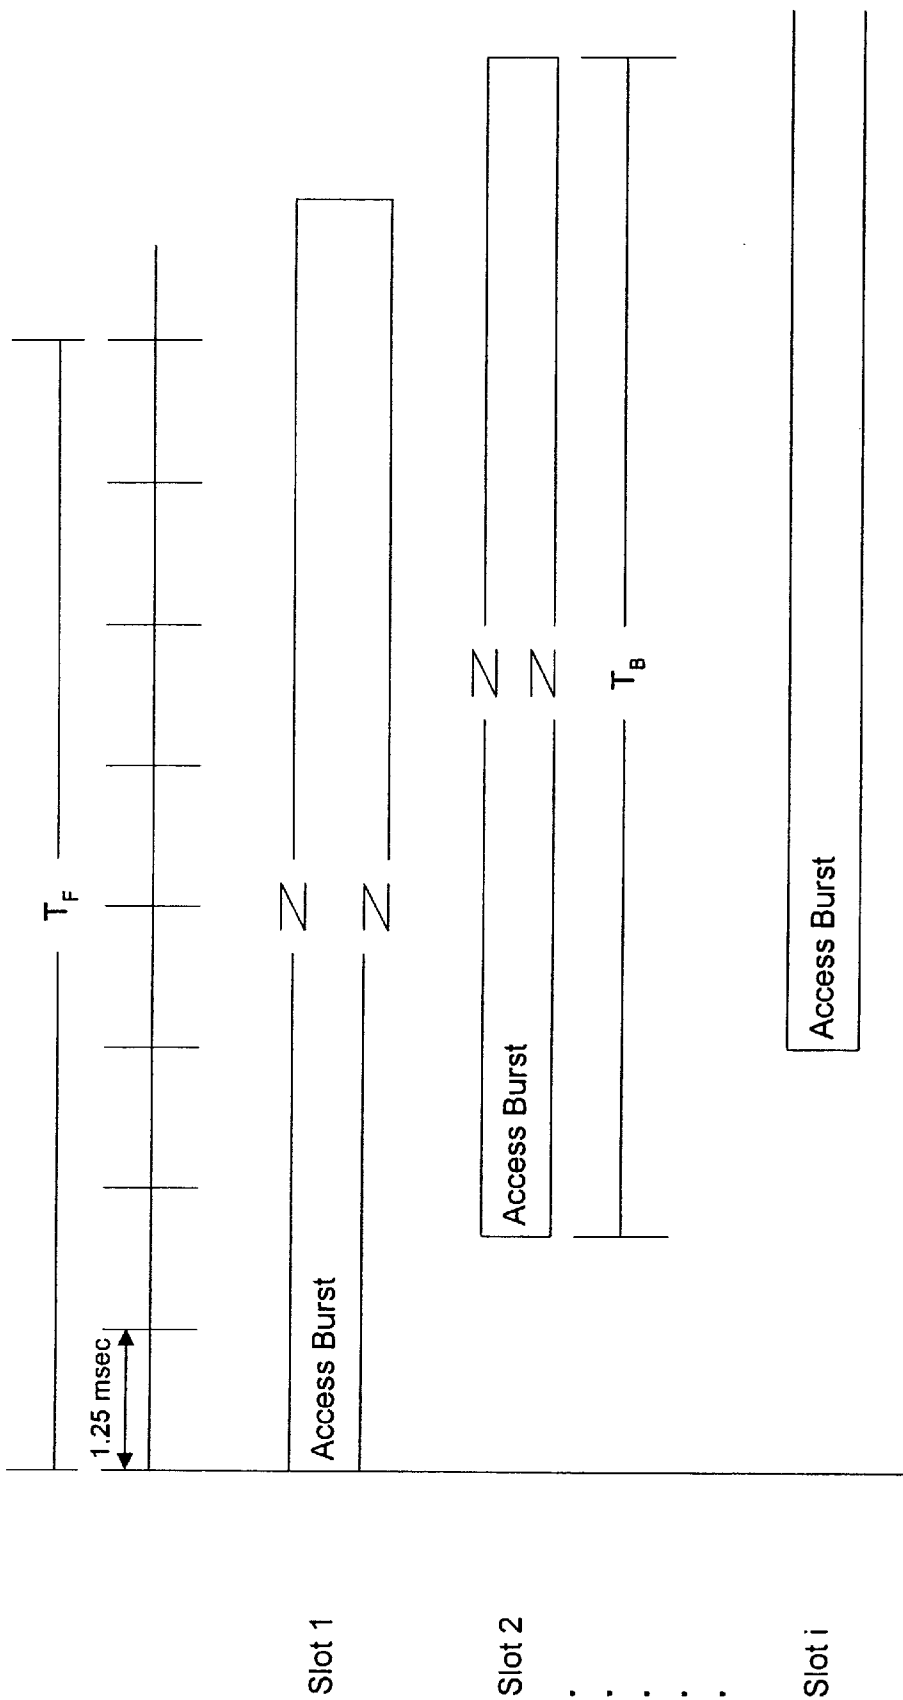 T_F
1.25 msec
Slot 1
Access Burst
Slot 2
Access Burst
T_B
. . . . .
Slot i
Access Burst